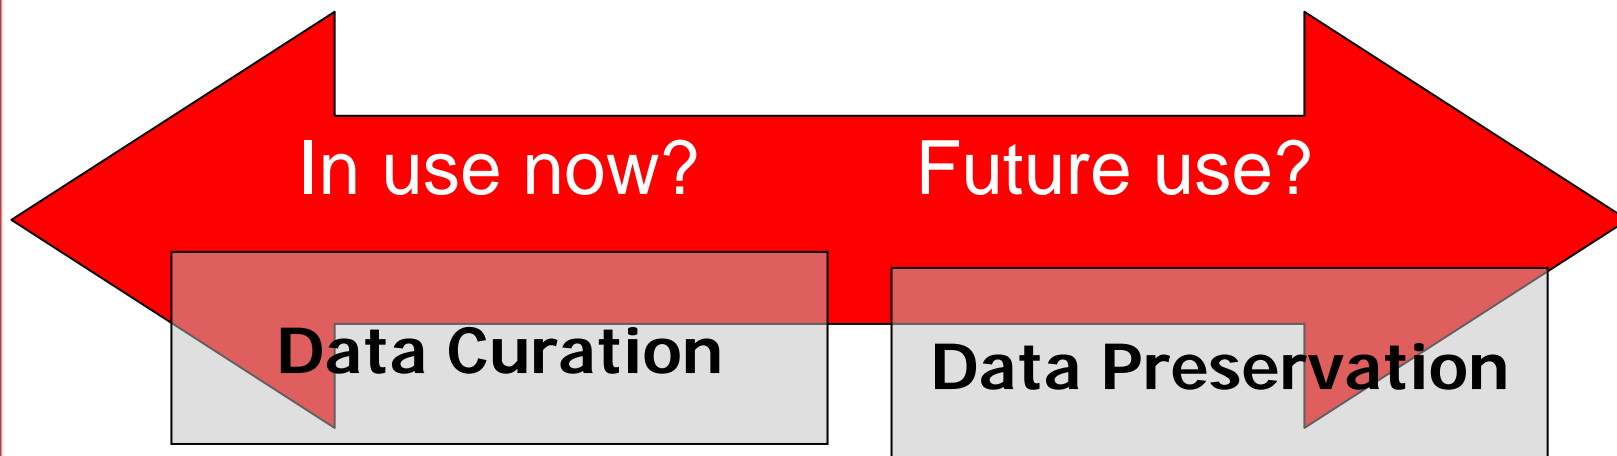 In use now?
Future use?
Data Curation
Data Preservation